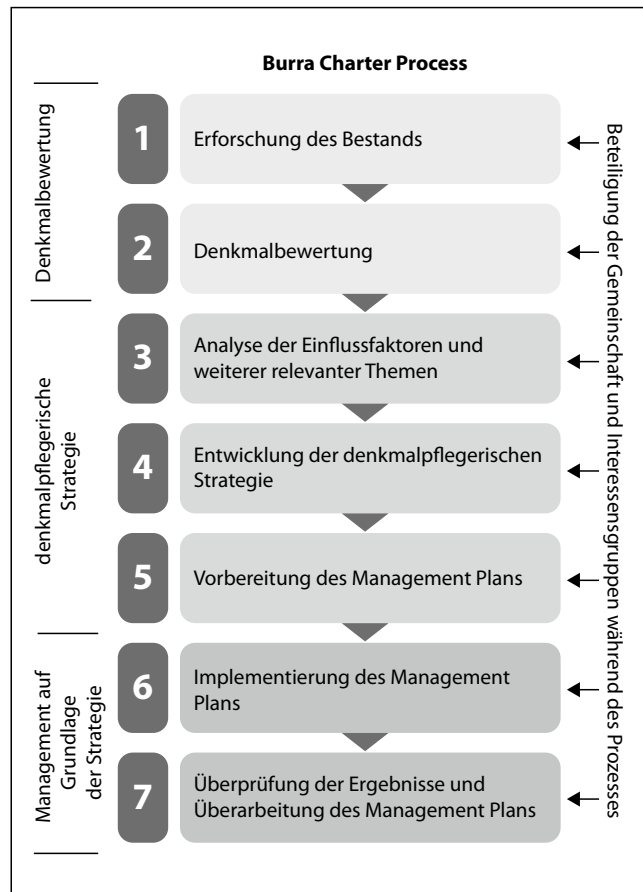 Burra Charter Process
Denkmalbewertung
1
Erforschung des Bestands
2
Denkmalbewertung
denkmalpflegerische
Strategie
3
Analyse der Einflussfaktoren und
weiterer relevanter Themen
4
Entwicklung der denkmalpflegerischen
Strategie
5
Vorbereitung des Management Plans
Management auf
Grundlage
der Strategie
6
Implementierung des Management
Plans
7
Überprüfung der Ergebnisse und
Überarbeitung des Management Plans
Beteiligung der Gemeinschaft und Interessensgruppen während des Prozesses